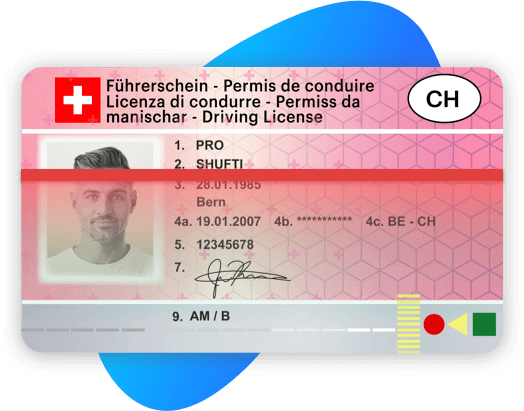 Führerschein - Permis de conduire
Licenza di condurre - Permiss da
manischar - Driving License
CH
1. PRO
2. SHUFTI
3. 28.01.1985
Bern
4a. 19.01.2007 4b. *********** 4c. BE - CH
5. 12345678
7.
9. AM / B